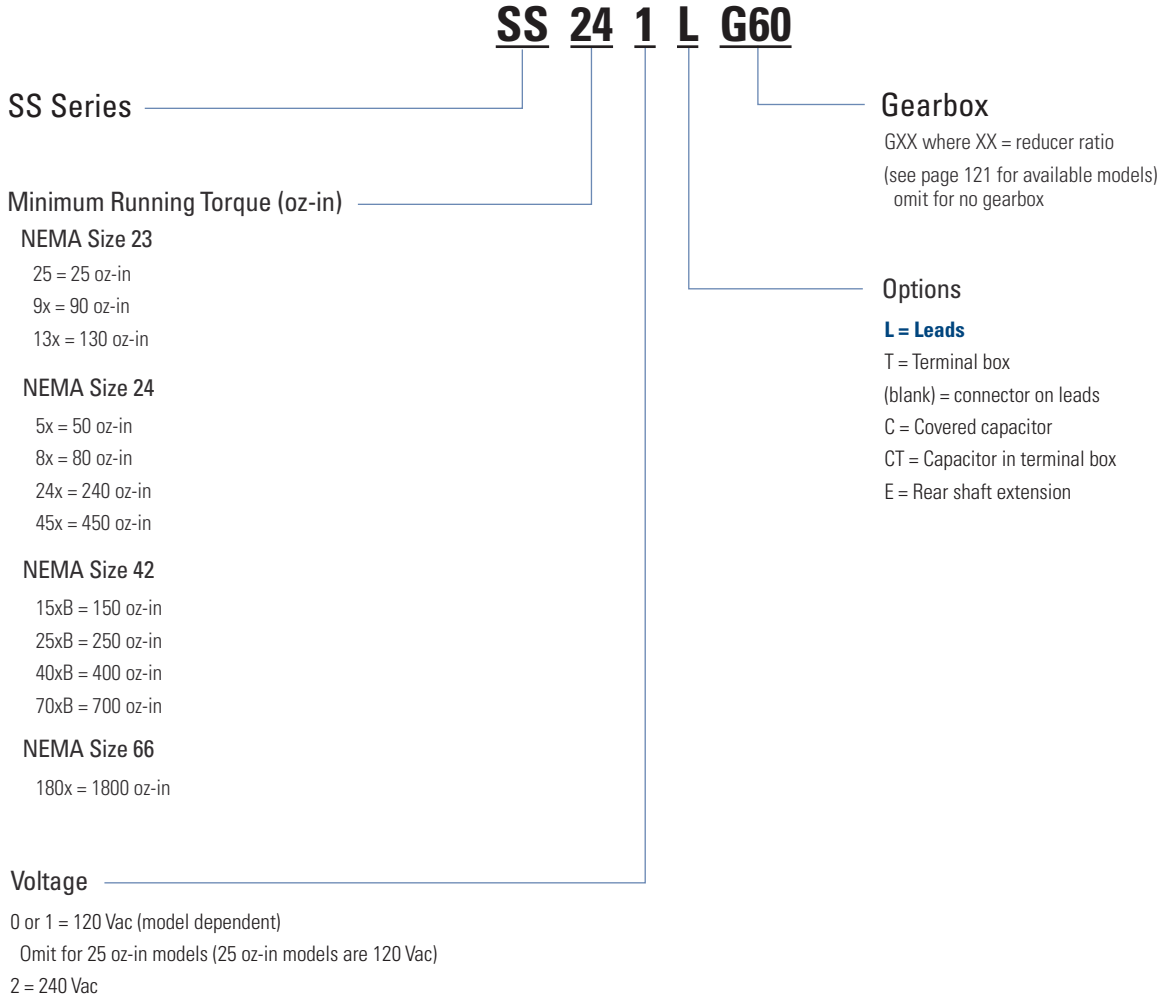 SS 24 1 L G60
SS Series
Minimum Running Torque (oz-in)
NEMA Size 23
25 = 25 oz-in
9x = 90 oz-in
13x = 130 oz-in
NEMA Size 24
5x = 50 oz-in
8x = 80 oz-in
24x = 240 oz-in
45x = 450 oz-in
NEMA Size 42
15xB = 150 oz-in
25xB = 250 oz-in
40xB = 400 oz-in
70xB = 700 oz-in
NEMA Size 66
180x = 1800 oz-in
Voltage
0 or 1 = 120 Vac (model dependent)
Omit for 25 oz-in models (25 oz-in models are 120 Vac)
2 = 240 Vac
Gearbox
GXX where XX = reducer ratio
(see page 121 for available models)
omit for no gearbox
Options
L = Leads
T = Terminal box
(blank) = connector on leads
C = Covered capacitor
CT = Capacitor in terminal box
E = Rear shaft extension